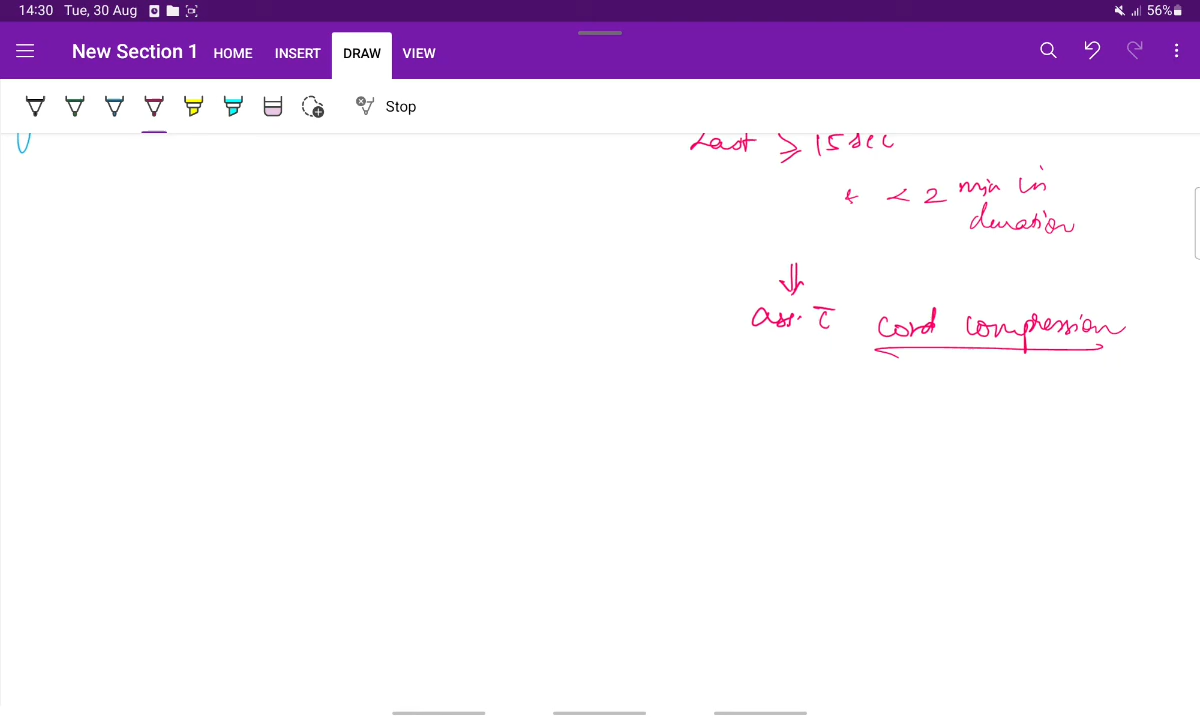 14:30 Tue, 30 Aug 56%
New Section 1 HOME INSERT DRAW VIEW
Stop
Last ⩾ 15 sec
+ < 2 min in
duration
⇓
ass. c̄ cord compression